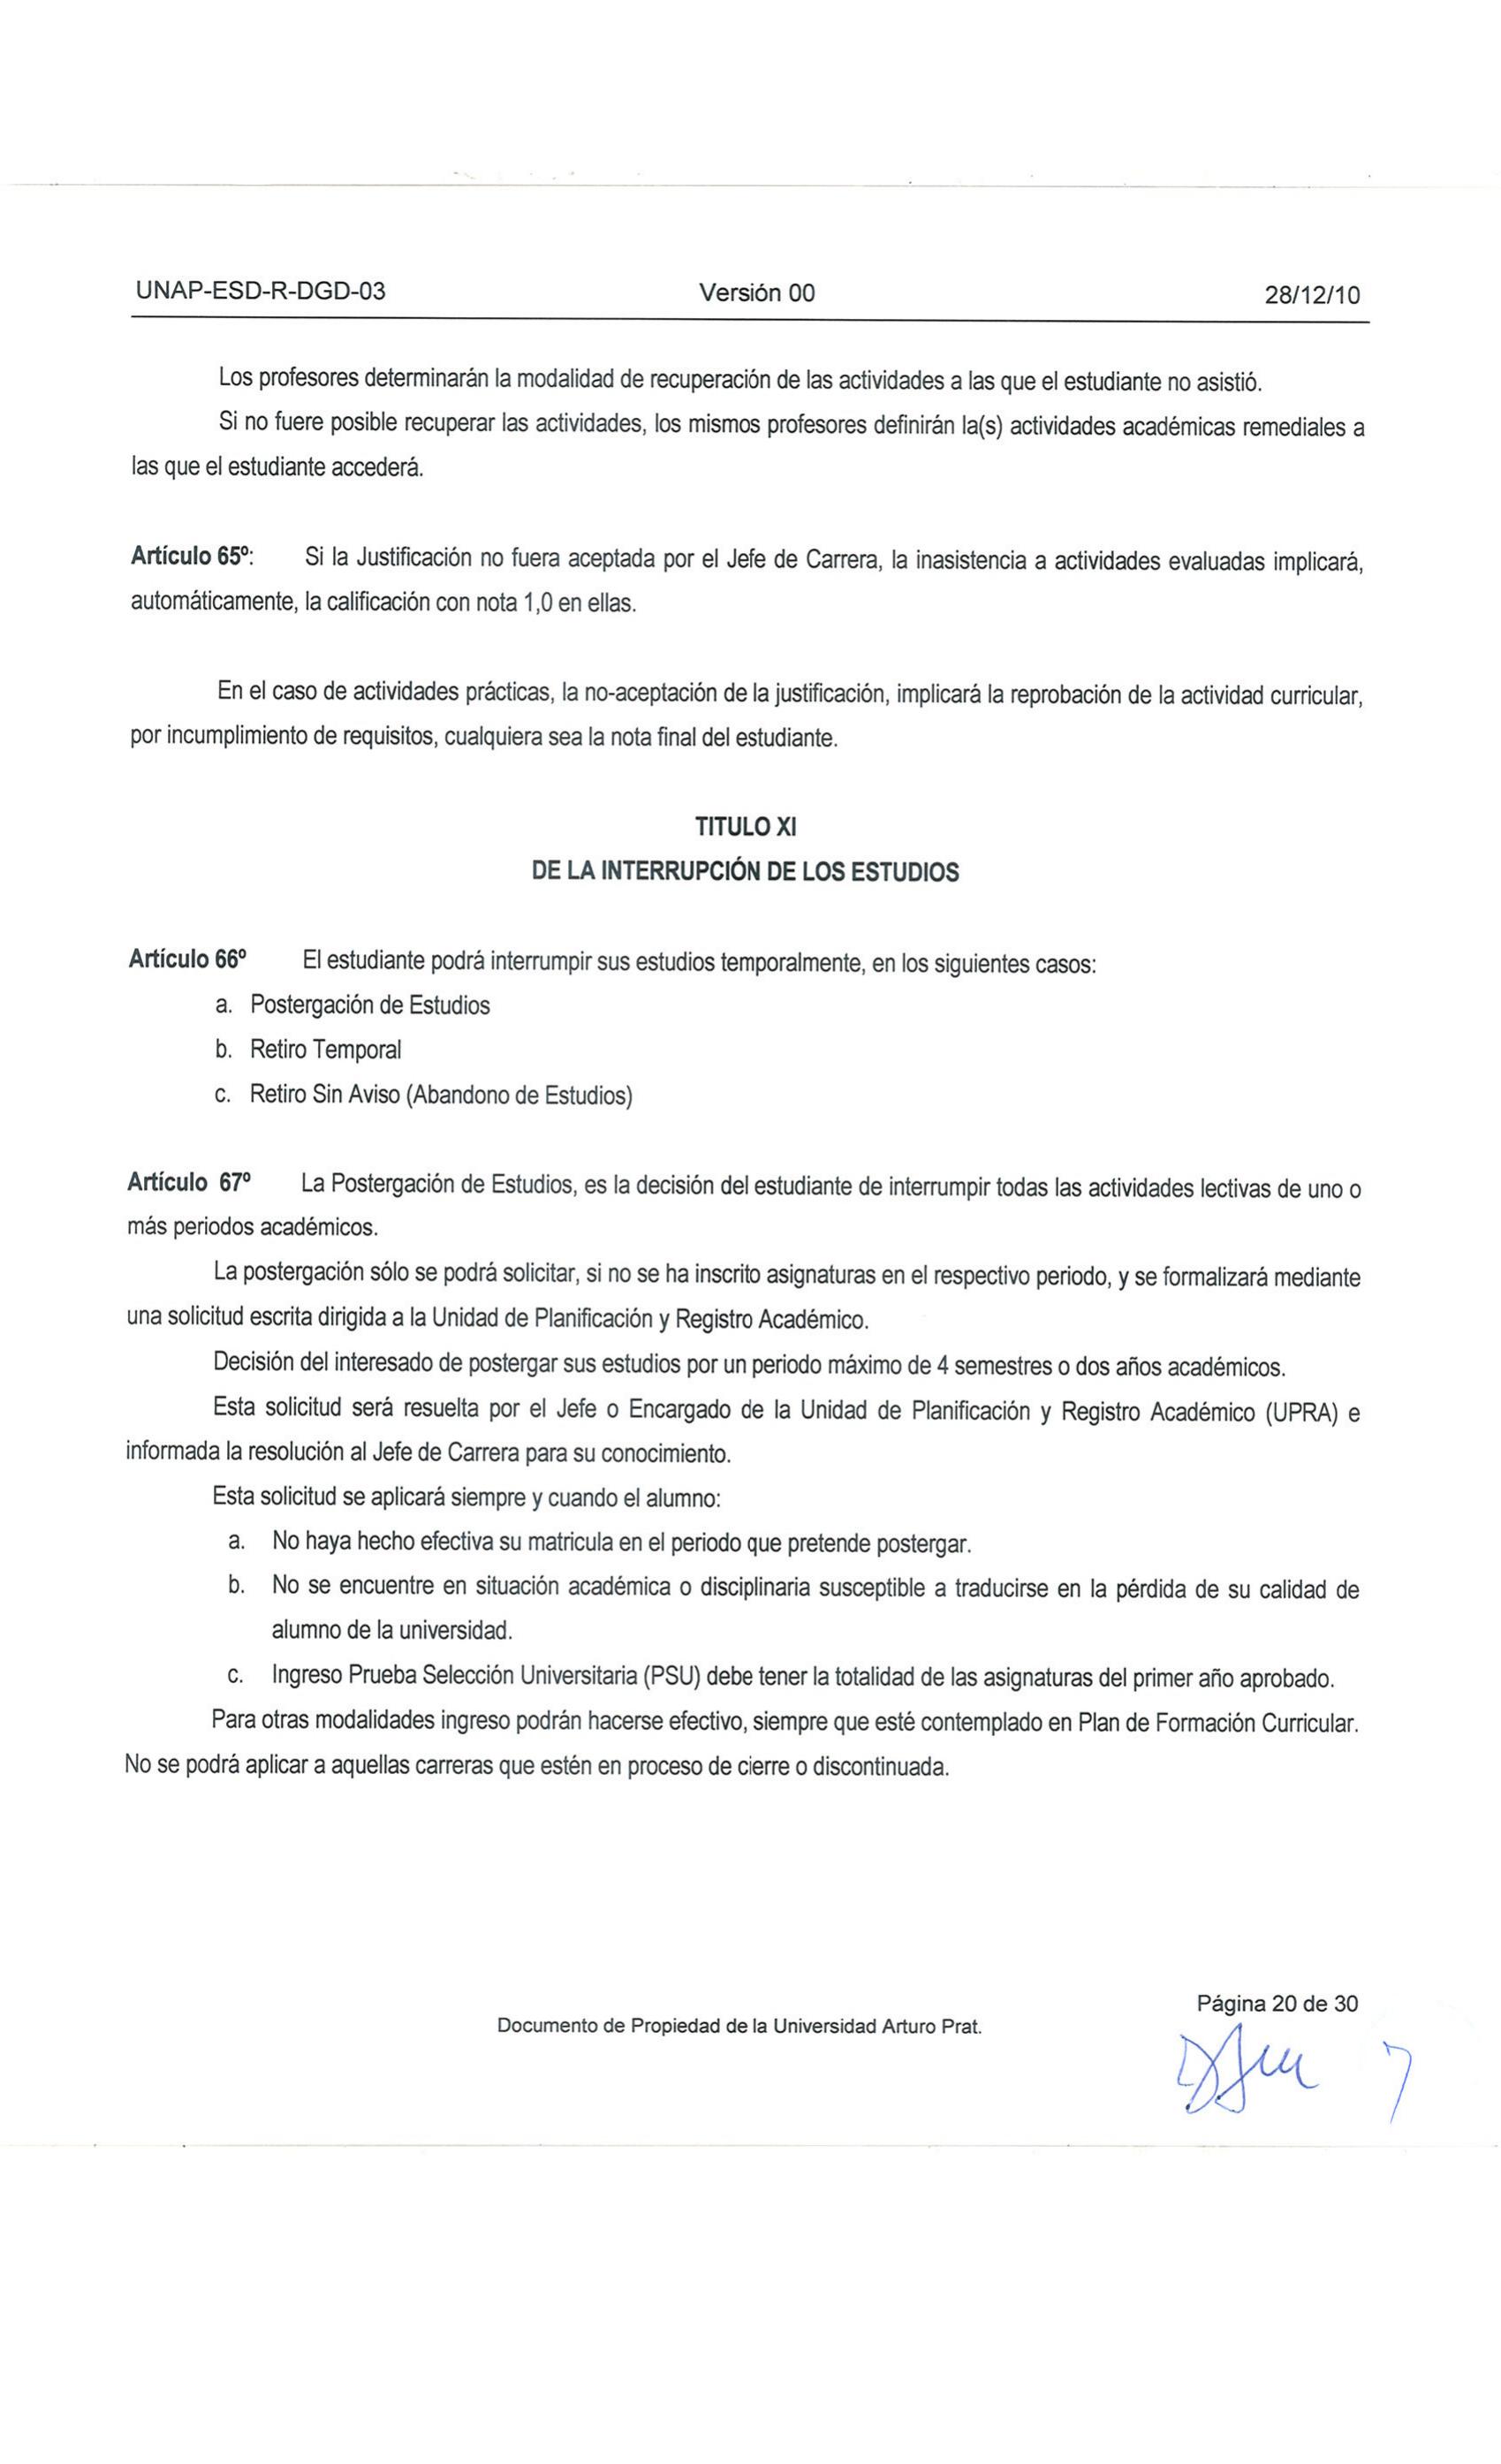 UNAP-ESD-R-DGD-03 Versión 00 28/12/10
Los profesores determinarán la modalidad de recuperación de las actividades a las que el estudiante no asistió.
Si no fuere posible recuperar las actividades, los mismos profesores definirán la(s) actividades académicas remediales a
las que el estudiante accederá.
Artículo 65º: Si la Justificación no fuera aceptada por el Jefe de Carrera, la inasistencia a actividades evaluadas implicará,
automáticamente, la calificación con nota 1,0 en ellas.
En el caso de actividades prácticas, la no-aceptación de la justificación, implicará la reprobación de la actividad curricular,
por incumplimiento de requisitos, cualquiera sea la nota final del estudiante.
TITULO XI
DE LA INTERRUPCIÓN DE LOS ESTUDIOS
Artículo 66º El estudiante podrá interrumpir sus estudios temporalmente, en los siguientes casos:
a. Postergación de Estudios
b. Retiro Temporal
c. Retiro Sin Aviso (Abandono de Estudios)
Artículo 67º La Postergación de Estudios, es la decisión del estudiante de interrumpir todas las actividades lectivas de uno o
más periodos académicos.
La postergación sólo se podrá solicitar, si no se ha inscrito asignaturas en el respectivo periodo, y se formalizará mediante
una solicitud escrita dirigida a la Unidad de Planificación y Registro Académico.
Decisión del interesado de postergar sus estudios por un periodo máximo de 4 semestres o dos años académicos.
Esta solicitud será resuelta por el Jefe o Encargado de la Unidad de Planificación y Registro Académico (UPRA) e
informada la resolución al Jefe de Carrera para su conocimiento.
Esta solicitud se aplicará siempre y cuando el alumno:
a. No haya hecho efectiva su matricula en el periodo que pretende postergar.
b. No se encuentre en situación académica o disciplinaria susceptible a traducirse en la pérdida de su calidad de
alumno de la universidad.
c. Ingreso Prueba Selección Universitaria (PSU) debe tener la totalidad de las asignaturas del primer año aprobado.
Para otras modalidades ingreso podrán hacerse efectivo, siempre que esté contemplado en Plan de Formación Curricular.
No se podrá aplicar a aquellas carreras que estén en proceso de cierre o discontinuada.
Página 20 de 30
Documento de Propiedad de la Universidad Arturo Prat.